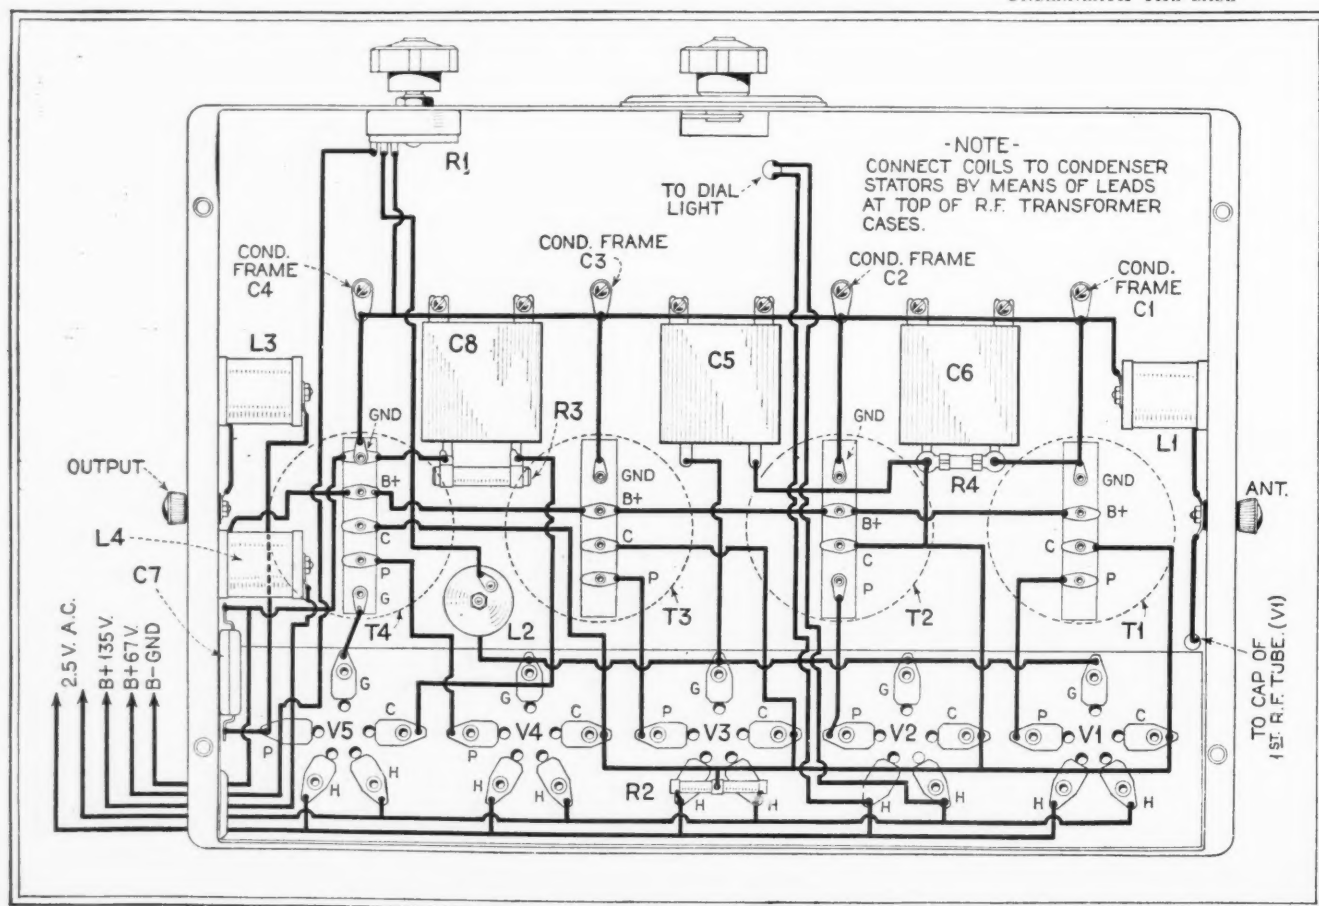 R1
-NOTE-
CONNECT COILS TO CONDENSER
STATORS BY MEANS OF LEADS
AT TOP OF R.F. TRANSFORMER
CASES.
TO DIAL
LIGHT
COND.
FRAME
C4
COND. FRAME
C3
COND. FRAME
C2
COND.
FRAME
C1
L3
C8
C5
C6
L1
R3
R4
GND
GND
GND
GND
OUTPUT
ANT.
B+
B+
B+
B+
L4
C
C
C
C
P
P
P
P
G
C7
T4
L2
T3
T2
T1
2.5 V. A.C.
B+135 V.
B+67 V.
B-GND
G
G
G
G
G
TO CAP OF
1ST. R.F. TUBE. (V1)
P
V5
C
P
V4
C
P
V3
C
P
V2
C
P
V1
C
R2
H
H
H
H
H
H
H
H
H
H